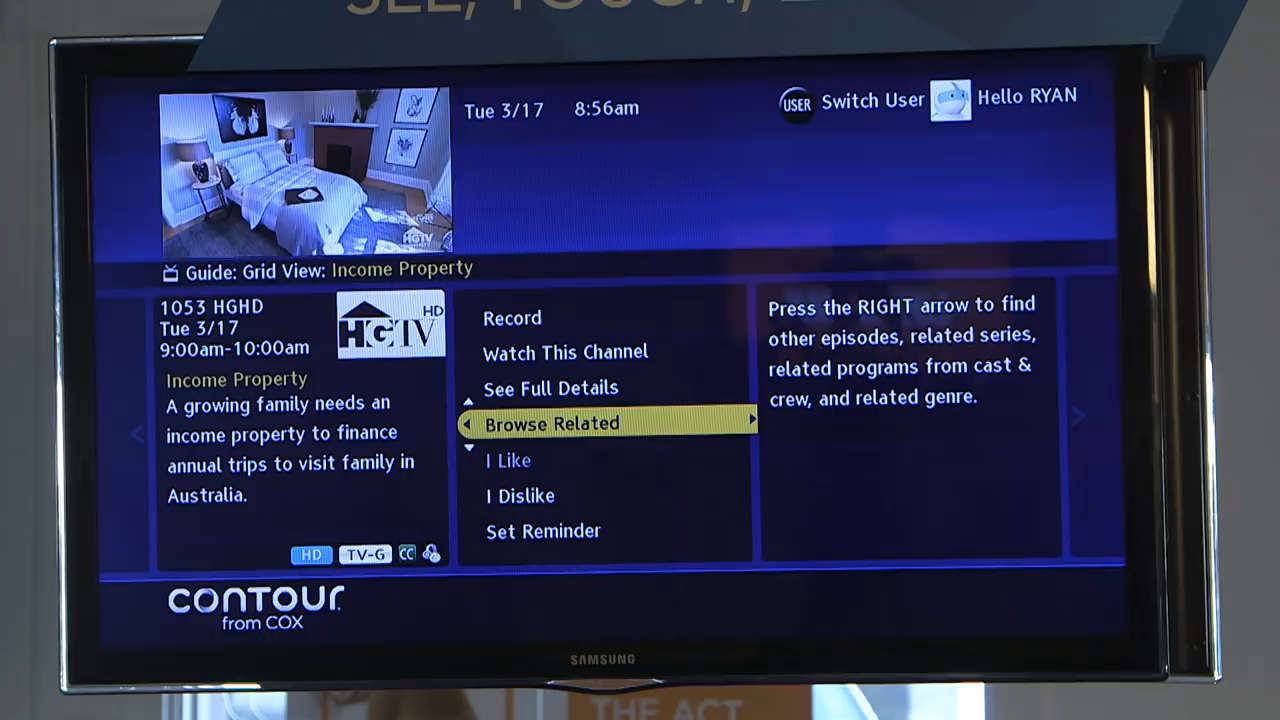 SEE, TOUCH,
Tue 3/17 8:56am
USER Switch User Hello RYAN
HGTV
Guide: Grid View: Income Property
1053 HGHD
Tue 3/17
9:00am-10:00am
HGTV HD
Income Property
A growing family needs an
income property to finance
annual trips to visit family in
Australia.
HD TV-G CC
Record
Watch This Channel
See Full Details
Browse Related
I Like
I Dislike
Set Reminder
Press the RIGHT arrow to find
other episodes, related series,
related programs from cast &
crew, and related genre.
contour
from COX
SAMSUNG
THE ACT